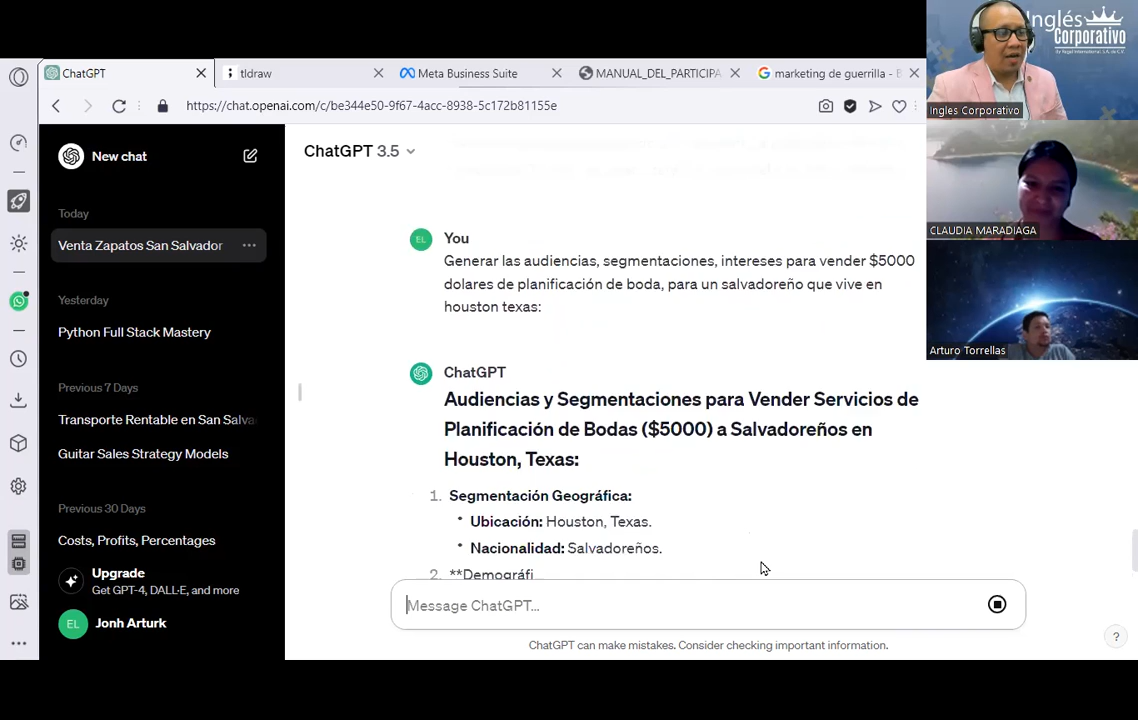 ChatGPT
tldraw
Meta Business Suite
MANUAL_DEL_PARTICIPA
marketing de guerrilla - B
https://chat.openai.com/c/be344e50-9f67-4acc-8938-5c172b81155e
New chat
Today
Venta Zapatos San Salvador
Yesterday
Python Full Stack Mastery
Previous 7 Days
Transporte Rentable en San Salva
Guitar Sales Strategy Models
Previous 30 Days
Costs, Profits, Percentages
Upgrade
Get GPT-4, DALL·E, and more
EL
Jonh Arturk
ChatGPT 3.5
EL
You
Generar las audiencias, segmentaciones, intereses para vender $5000
dolares de planificación de boda, para un salvadoreño que vive en
houston texas:
ChatGPT
Audiencias y Segmentaciones para Vender Servicios de
Planificación de Bodas ($5000) a Salvadoreños en
Houston, Texas:
1. Segmentación Geográfica:
• Ubicación: Houston, Texas.
• Nacionalidad: Salvadoreños.
2. **Demográfi
Message ChatGPT...
ChatGPT can make mistakes. Consider checking important information.
?
Inglés
Corporativo
Ingles Corporativo
CLAUDIA MARADIAGA
Arturo Torrellas